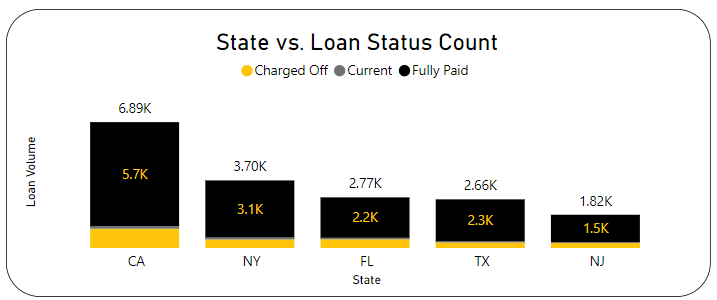 State vs. Loan Status Count
Charged Off Current Fully Paid
6.89K
3.70K
2.77K
2.66K
1.82K
Loan Volume
5.7K
3.1K
2.2K
2.3K
1.5K
CA NY FL TX NJ
State